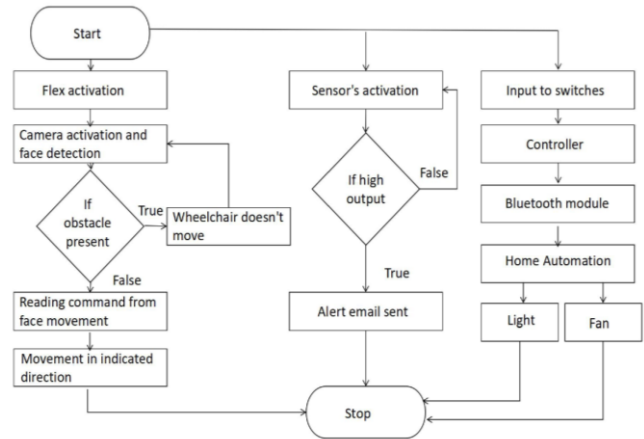 Start
Flex activation
Sensor's activation
Input to switches
Camera activation and
face detection
Controller
False
If
obstacle
present
True
Wheelchair doesn't
move
If high
output
Bluetooth module
False
True
Home Automation
Reading command from
face movement
Alert email sent
Light
Fan
Movement in indicated
direction
Stop